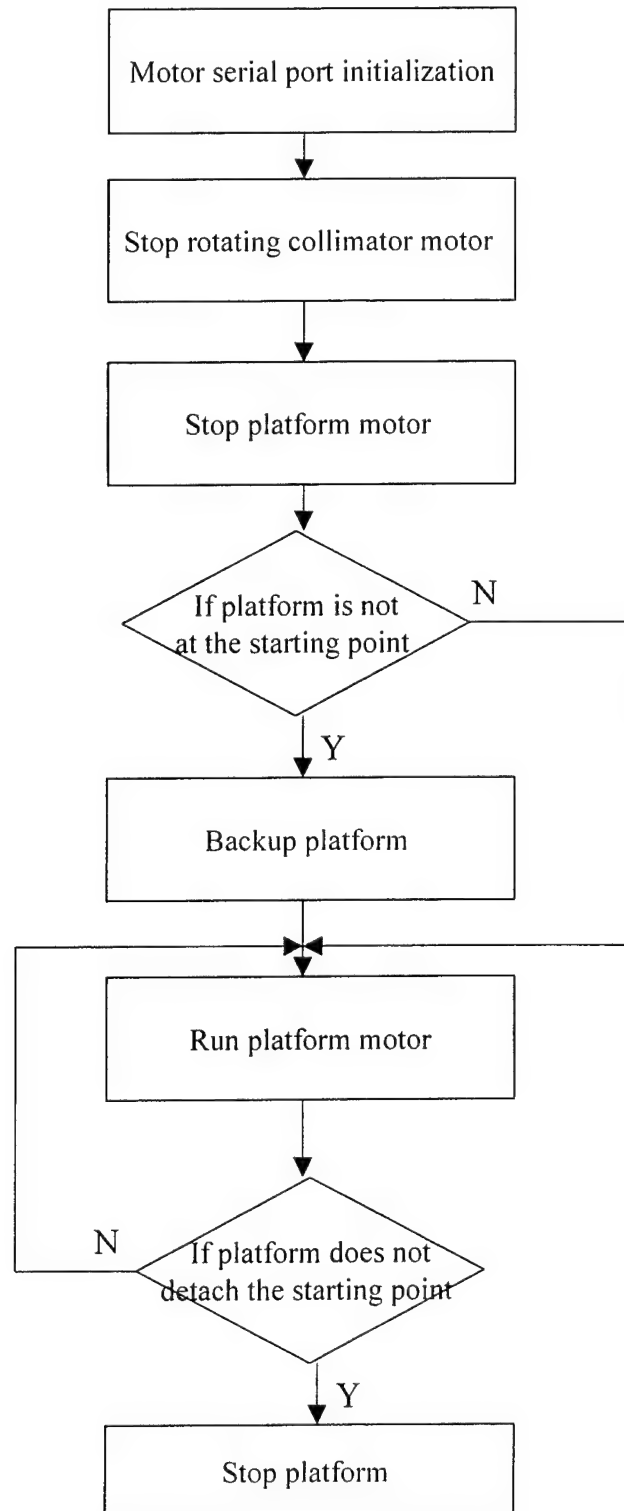 Motor serial port initialization
Stop rotating collimator motor
Stop platform motor
If platform is not
at the starting point
N
Y
Backup platform
Run platform motor
N
If platform does not
detach the starting point
Y
Stop platform